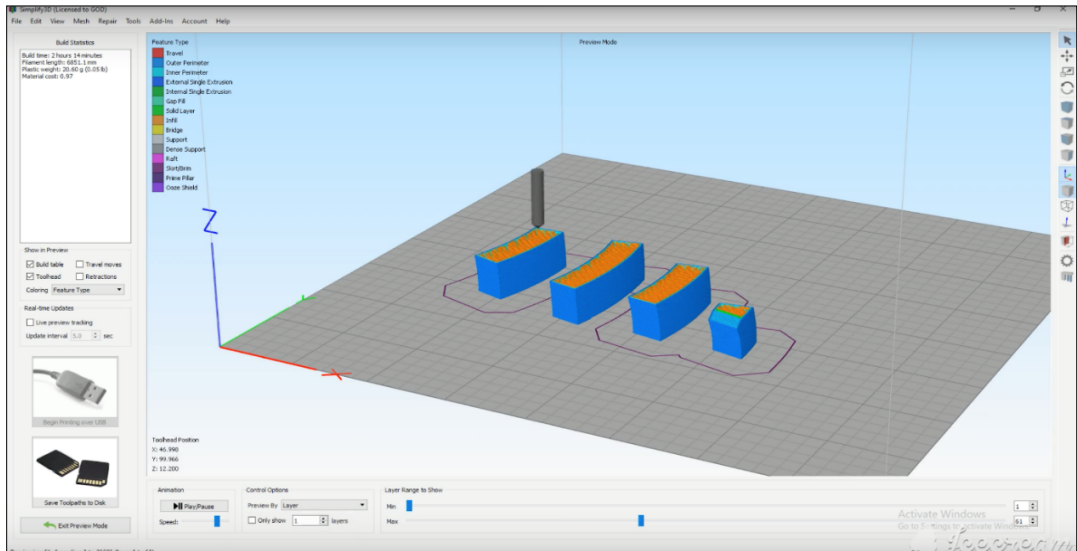 Simplify3D (Licensed to GOD)
File Edit View Mesh Repair Tools Add-Ins Account Help
Build Statistics
Build time: 2 hours 14 minutes
Filament length: 6851.1 mm
Plastic weight: 20.60 g (0.05 lb)
Material cost: 0.97
Show in Preview
Build table Travel moves
Toolhead Retractions
Coloring Feature Type
Real-time Updates
Live preview tracking
Update interval 5.0 sec
Begin Printing over USB
Save Toolpaths to Disk
Exit Preview Mode
Feature Type
Travel
Outer Perimeter
Inner Perimeter
External Single Extrusion
Internal Single Extrusion
Gap Fill
Solid Layer
Infill
Bridge
Support
Dense Support
Raft
Skirt/Brim
Prime Pillar
Ooze Shield
Preview Mode
Z
Toolhead Position
X: 46.990
Y: 99.966
Z: 12.200
Animation
Play/Pause
Speed:
Control Options
Preview By Layer
Only show 1 layers
Layer Range to Show
Min 1
Max 61
Activate Windows
Go to Settings to activate Windows